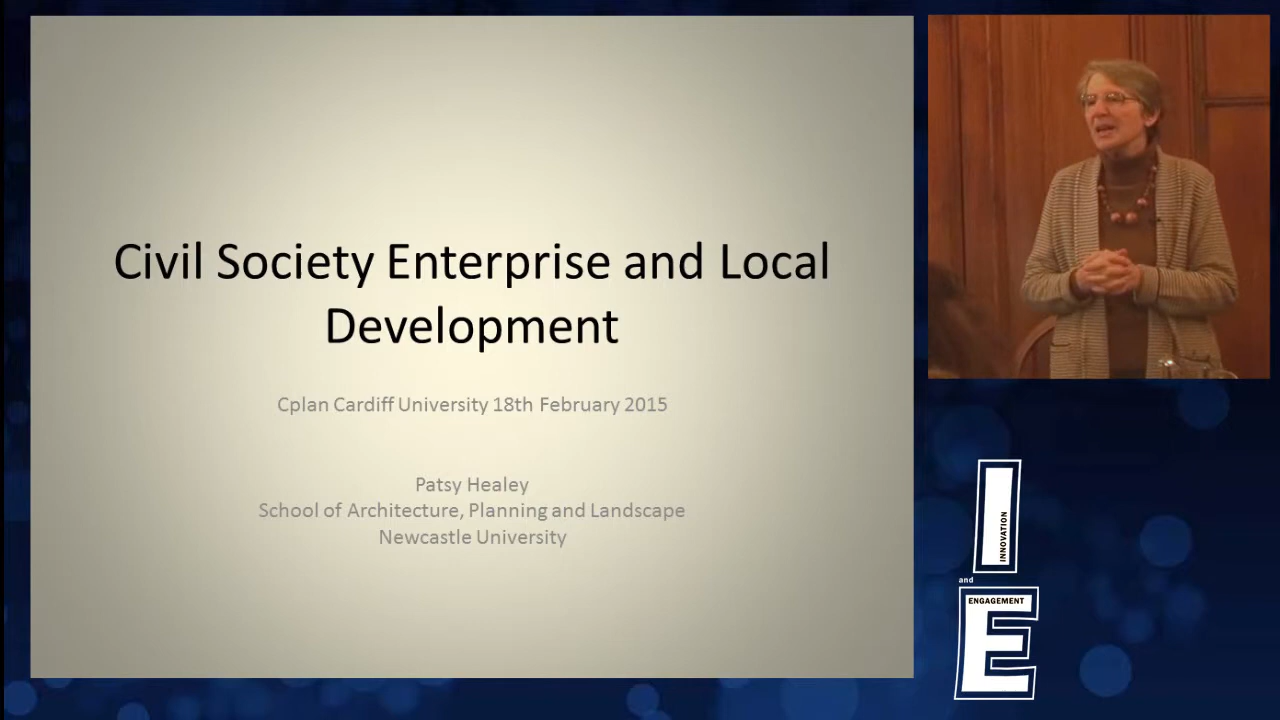 Civil Society Enterprise and Local
Development
Cplan Cardiff University 18th February 2015
Patsy Healey
School of Architecture, Planning and Landscape
Newcastle University
I
INNOVATION
and
ENGAGEMENT
E